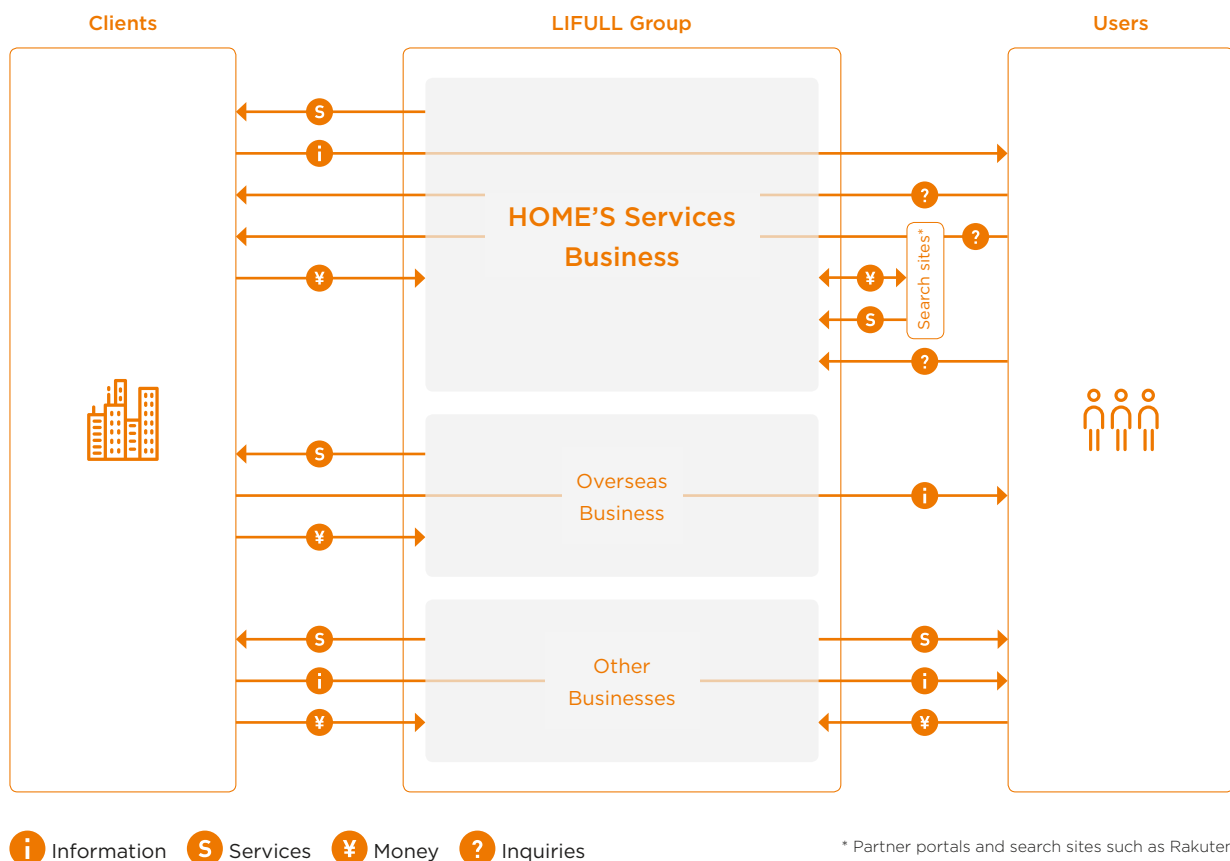 Clients
LIFULL Group
Users
S
i
?
HOME’S Services
Business
?
Search sites*
¥
¥
S
?
S
Overseas
Business
i
¥
S
S
Other
Businesses
i
i
¥
¥
i Information S Services ¥ Money ? Inquiries
* Partner portals and search sites such as Rakuten